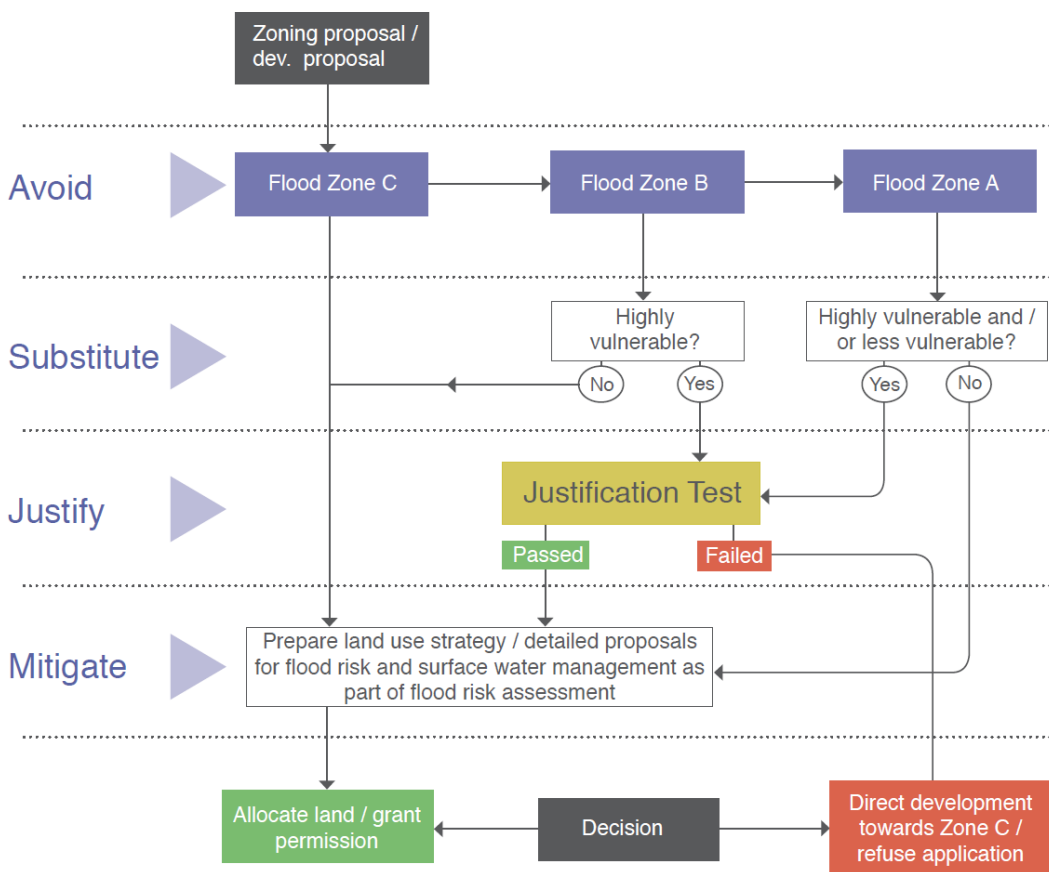 Zoning proposal /
dev. proposal
Avoid
Flood Zone C
Flood Zone B
Flood Zone A
Substitute
Highly
vulnerable?
No
Yes
Highly vulnerable and /
or less vulnerable?
Yes
No
Justify
Justification Test
Passed
Failed
Mitigate
Prepare land use strategy / detailed proposals
for flood risk and surface water management as
part of flood risk assessment
Allocate land / grant
permission
Decision
Direct development
towards Zone C /
refuse application